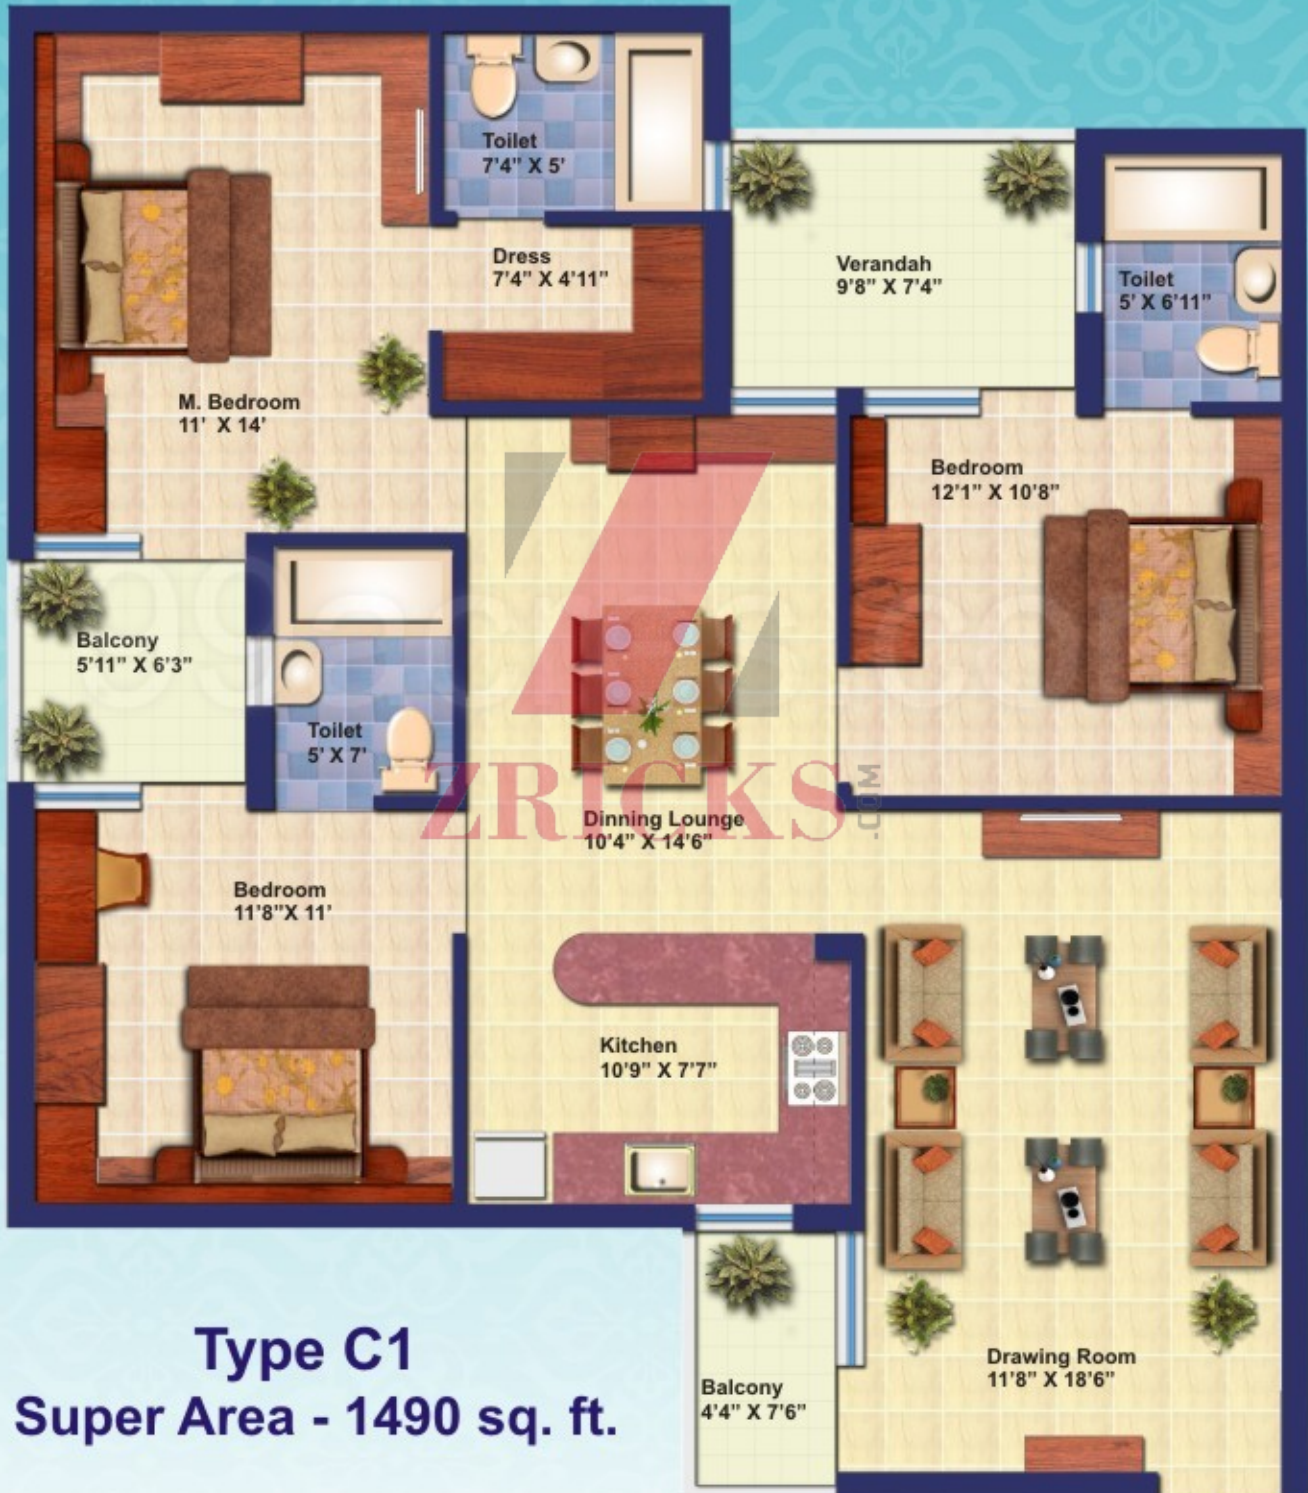 Toilet
7'4" X 5'
Dress
7'4" X 4'11"
Verandah
9'8" X 7'4"
Toilet
5' X 6'11"
M. Bedroom
11' X 14'
Bedroom
12'1" X 10'8"
Balcony
5'11" X 6'3"
Toilet
5' X 7'
ZRICKS
.COM
Dinning Lounge
10'4" X 14'6"
Bedroom
11'8"X 11'
Kitchen
10'9" X 7'7"
Drawing Room
11'8" X 18'6"
Balcony
4'4" X 7'6"
Type C1
Super Area - 1490 sq. ft.